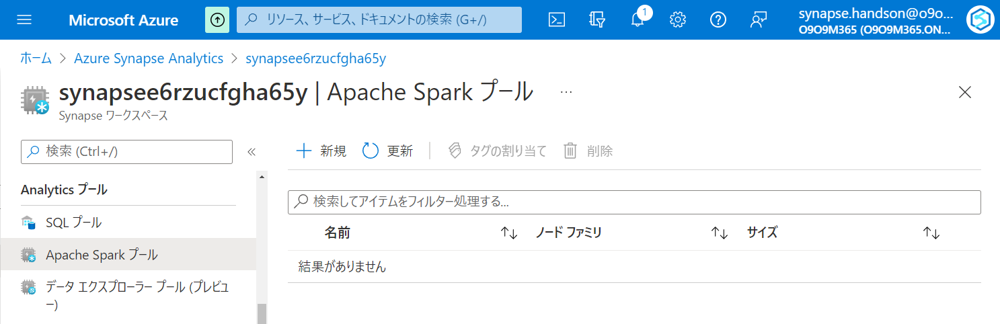 Microsoft Azure
リソース、サービス、ドキュメントの検索 (G+/)
1
synapse.handson@o9o...
O9O9M365 (O9O9M365.ON...
ホーム > Azure Synapse Analytics > synapsee6rzucfgha65y
synapsee6rzucfgha65y | Apache Spark プール ...
Synapse ワークスペース
検索 (Ctrl+/)
«
新規
更新
タグの割り当て
削除
Analytics プール
SQL プール
Apache Spark プール
データ エクスプローラー プール (プレビュ
ー)
検索してアイテムをフィルター処理する...
名前 ↑↓ ノード ファミリ ↑↓ サイズ ↑↓
結果がありません